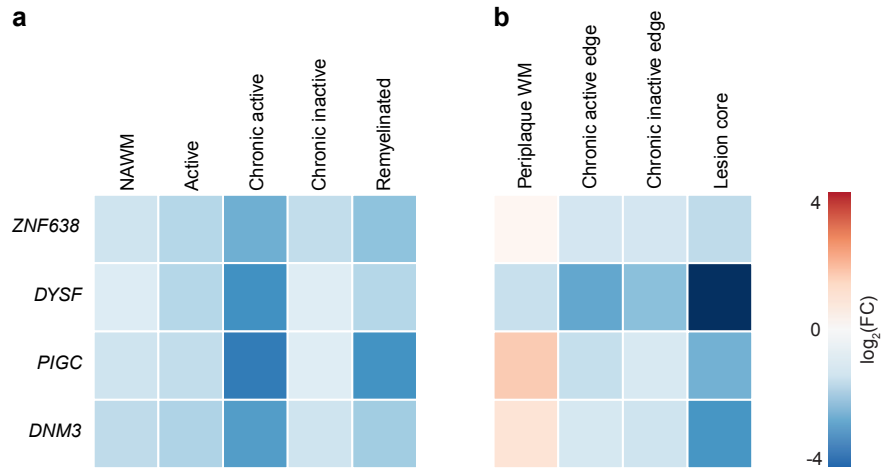 a
b
NAWM
Active
Chronic active
Chronic inactive
Remyelinated
Periplaque WM
Chronic active edge
Chronic inactive edge
Lesion core
ZNF638
DYSF
PIGC
DNM3
4
0
-4
log₂(FC)